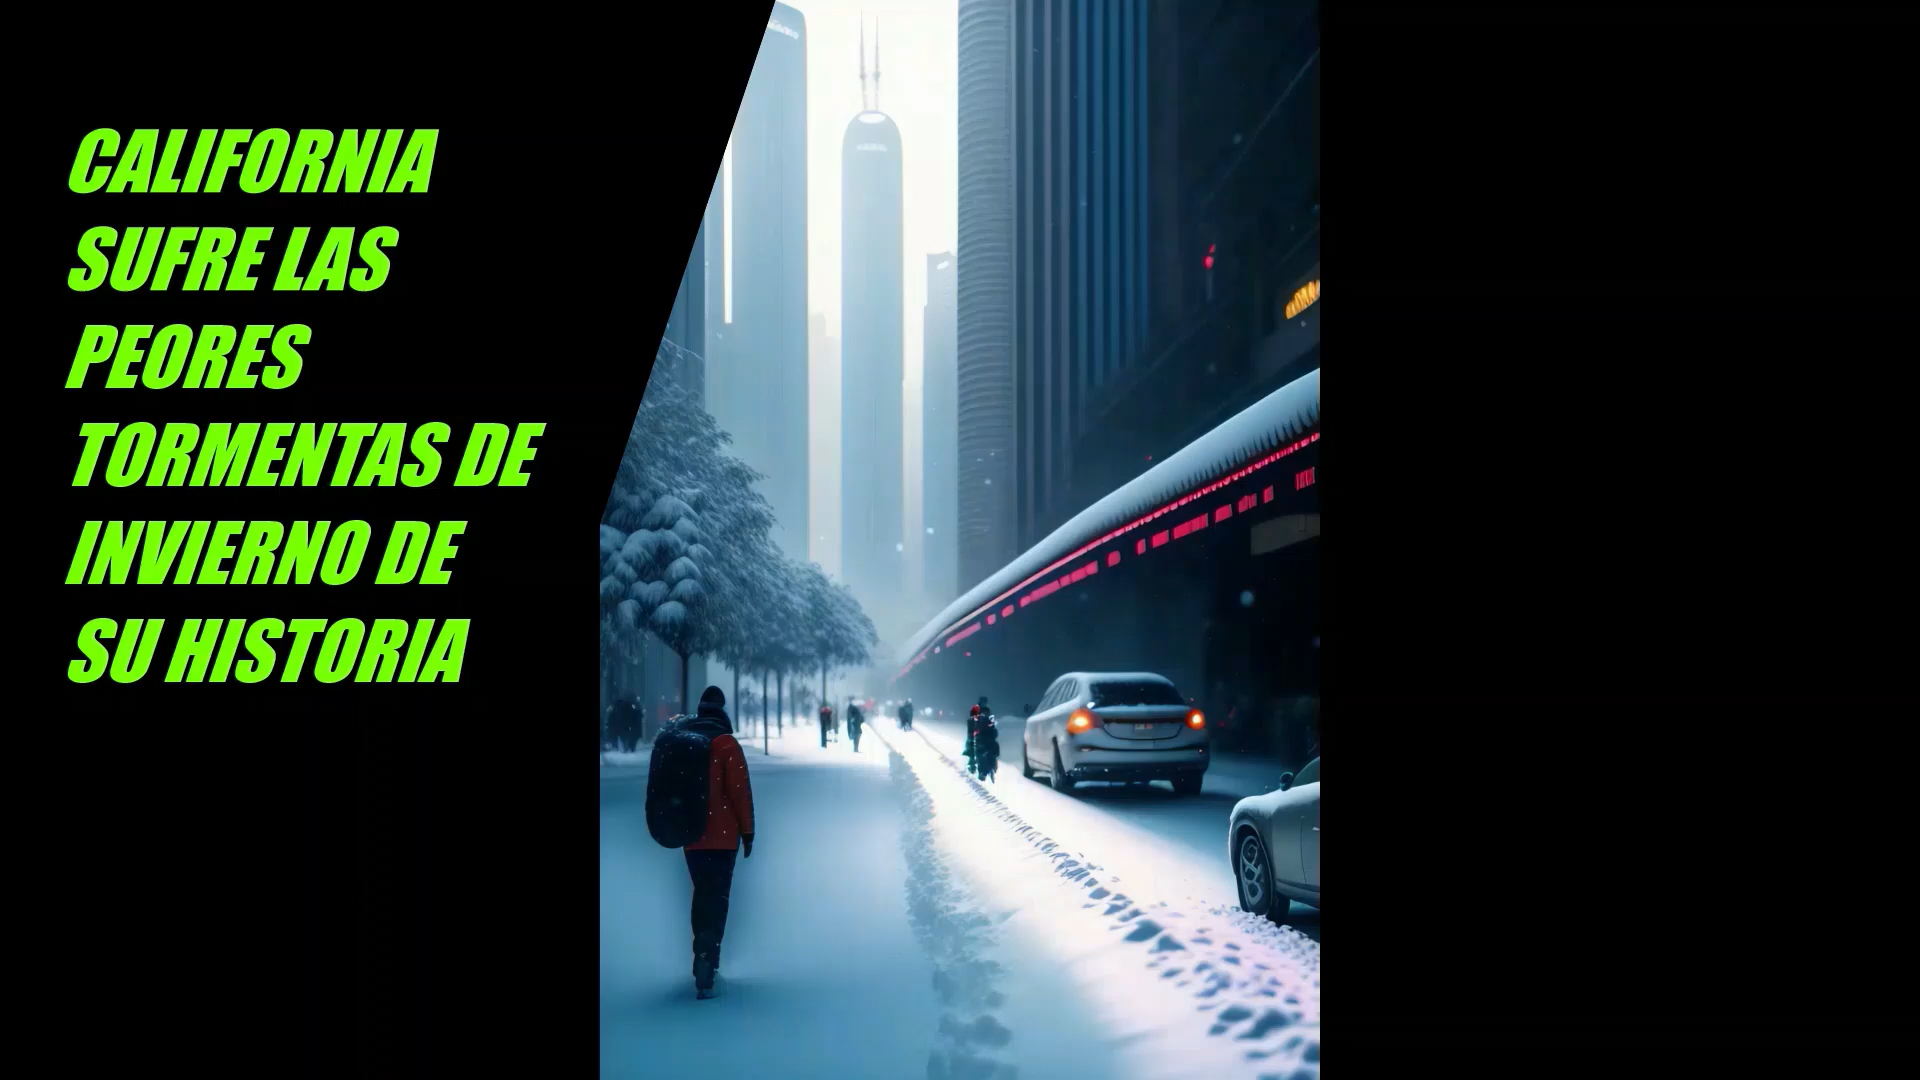 CALIFORNIA
SUFRE LAS
PEORES
TORMENTAS DE
INVIERNO DE
SU HISTORIA